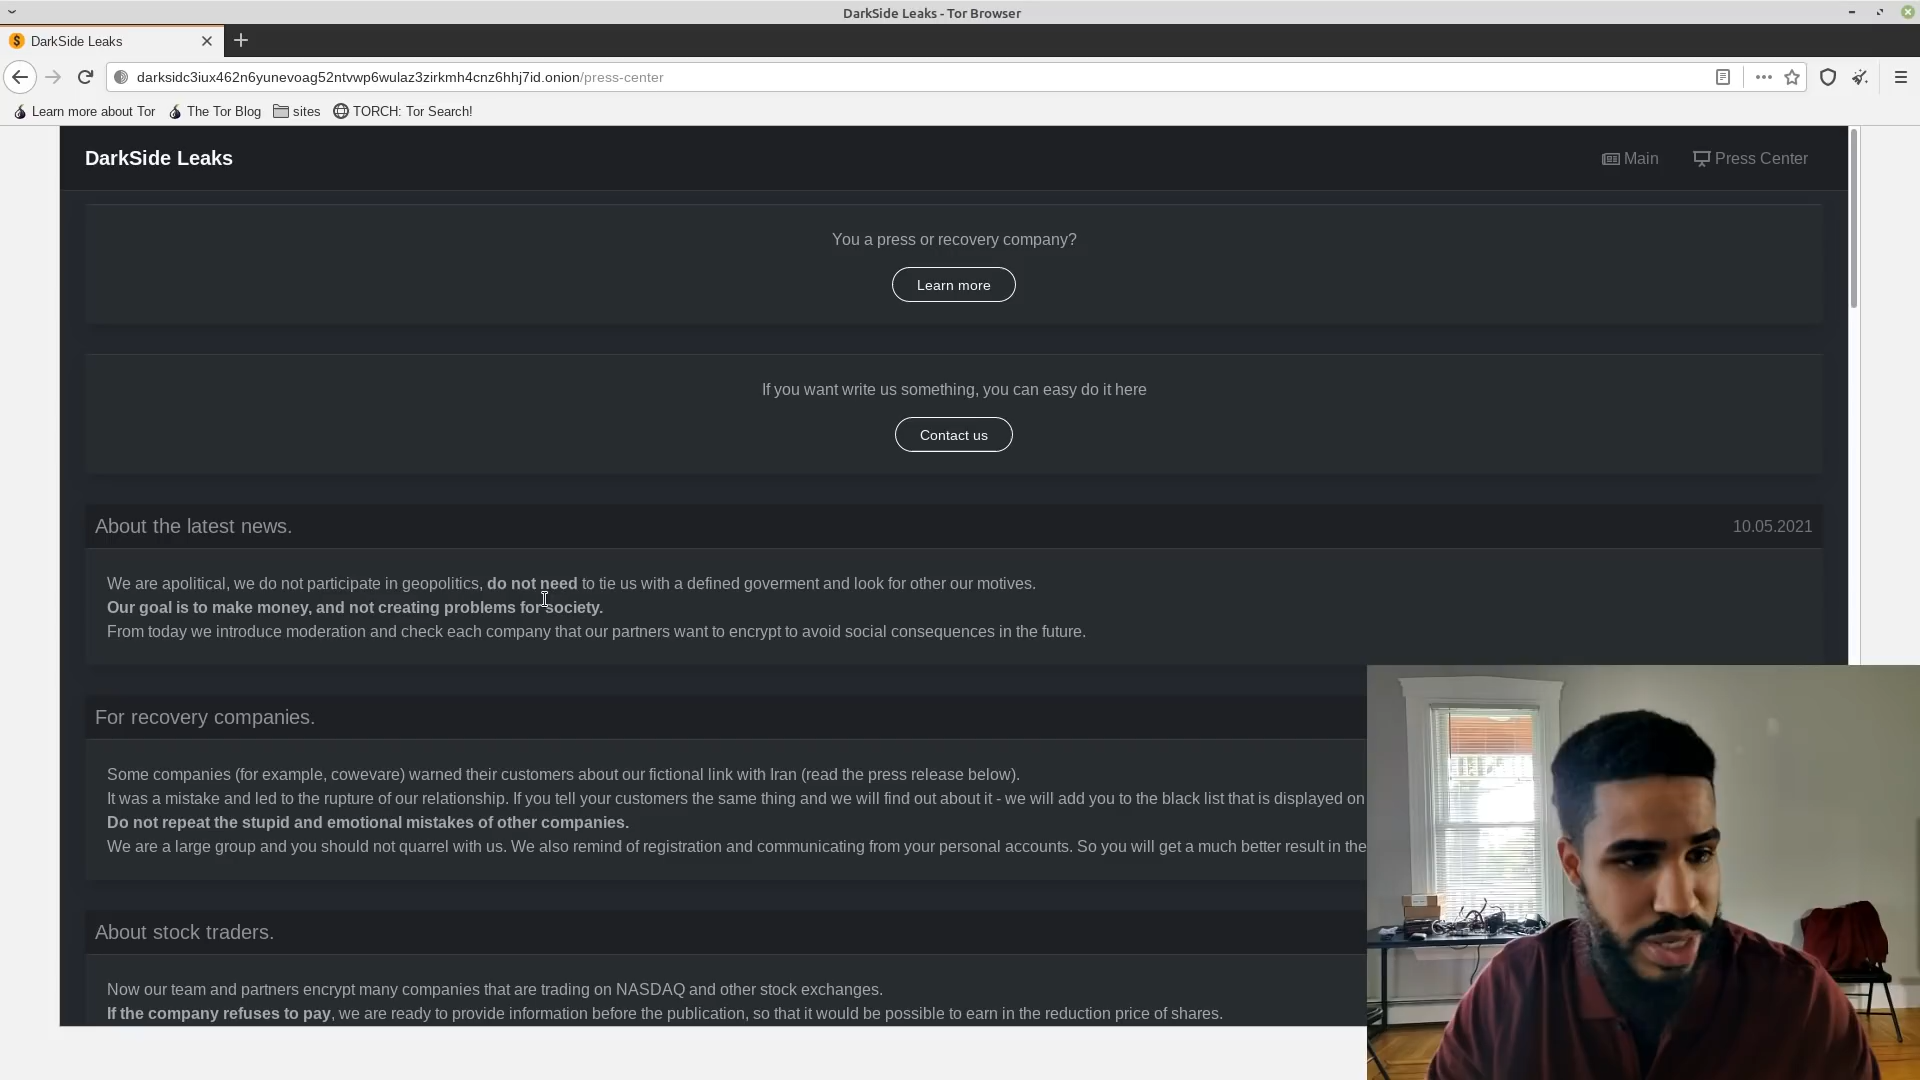 DarkSide Leaks - Tor Browser
DarkSide Leaks
darksidc3iux462n6yunevoag52ntvwp6wulaz3zirkmh4cnz6hhj7id.onion/press-center
Learn more about Tor
The Tor Blog
sites
TORCH: Tor Search!
DarkSide Leaks
Main
Press Center
You a press or recovery company?
Learn more
If you want write us something, you can easy do it here
Contact us
About the latest news.
10.05.2021
We are apolitical, we do not participate in geopolitics, do not need to tie us with a defined goverment and look for other our motives.
Our goal is to make money, and not creating problems for society.
From today we introduce moderation and check each company that our partners want to encrypt to avoid social consequences in the future.
For recovery companies.
Some companies (for example, cowevare) warned their customers about our fictional link with Iran (read the press release below).
It was a mistake and led to the rupture of our relationship. If you tell your customers the same thing and we will find out about it - we will add you to the black list that is displayed on
Do not repeat the stupid and emotional mistakes of other companies.
We are a large group and you should not quarrel with us. We also remind of registration and communicating from your personal accounts. So you will get a much better result in the
About stock traders.
Now our team and partners encrypt many companies that are trading on NASDAQ and other stock exchanges.
If the company refuses to pay, we are ready to provide information before the publication, so that it would be possible to earn in the reduction price of shares.